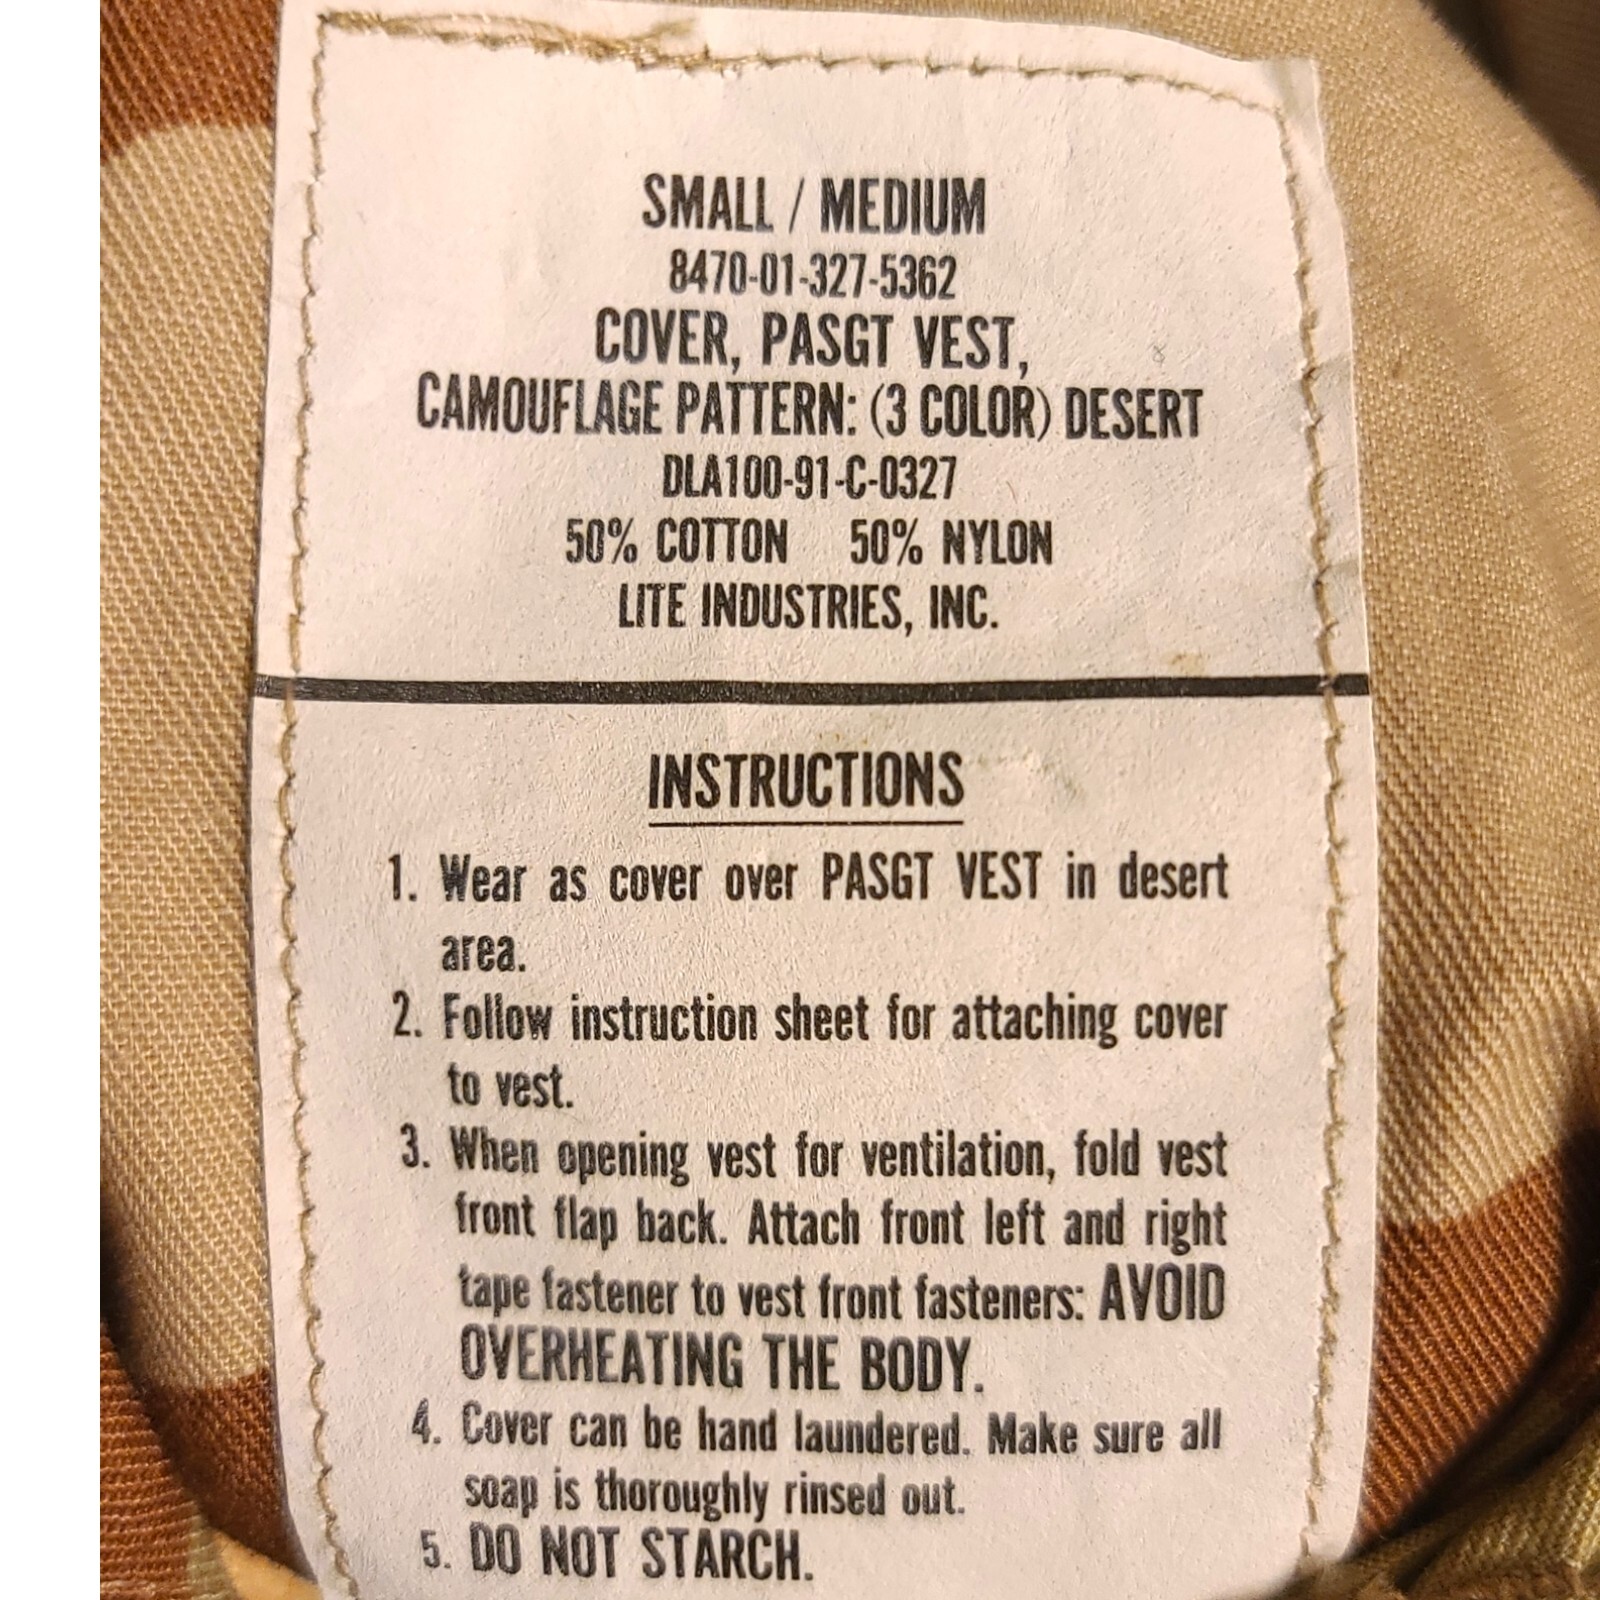 SMALL / MEDIUM
8470-01-327-5362
COVER, PASGT VEST,
CAMOUFLAGE PATTERN: (3 COLOR) DESERT
DLA100-91-C-0327
50% COTTON 50% NYLON
LITE INDUSTRIES, INC.
INSTRUCTIONS
1. Wear as cover over PASGT VEST in desert
area.
2. Follow instruction sheet for attaching cover
to vest.
3. When opening vest for ventilation, fold vest
front flap back. Attach front left and right
tape fastener to vest front fasteners: AVOID
OVERHEATING THE BODY.
4. Cover can be hand laundered. Make sure all
soap is thoroughly rinsed out.
5. DO NOT STARCH.